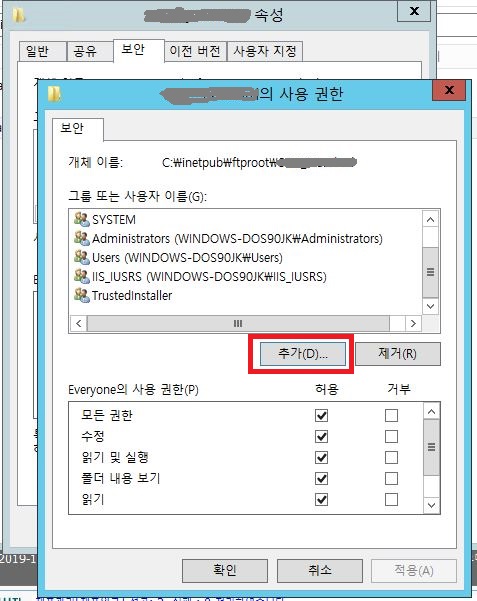 속성
x
일반 공유 보안 이전 버전 사용자 지정
의 사용 권한
x
보안
개체 이름: C:₩inetpub₩ftproot₩
그룹 또는 사용자 이름(G):
SYSTEM
Administrators (WINDOWS-DOS90JK₩Administrators)
Users (WINDOWS-DOS90JK₩Users)
IIS_IUSRS (WINDOWS-DOS90JK₩IIS_IUSRS)
TrustedInstaller
추가(D)... 제거(R)
Everyone의 사용 권한(P) 허용 거부
모든 권한
수정
읽기 및 실행
폴더 내용 보기
읽기
확인 취소 적용(A)
2019-1